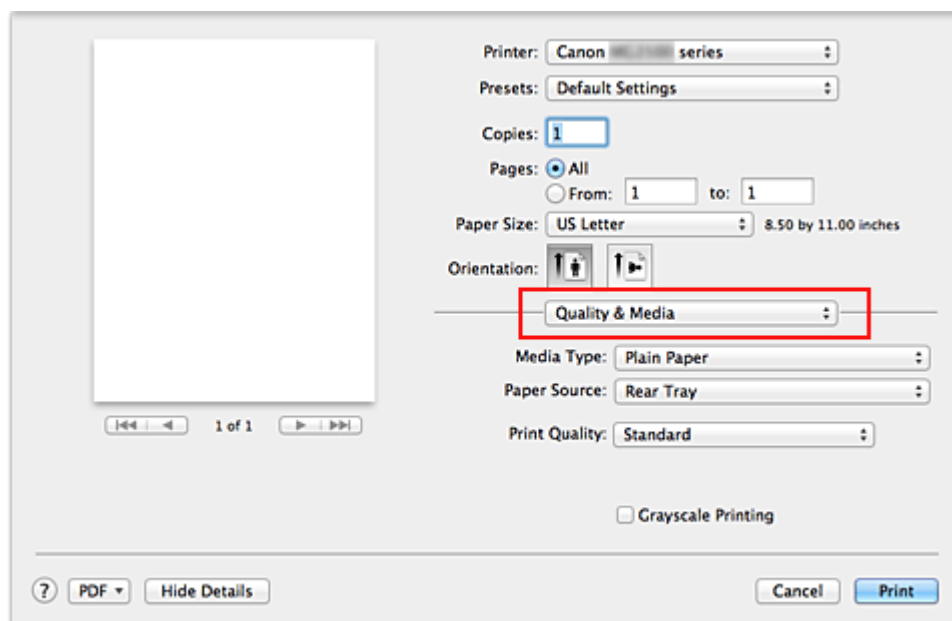 Printer: Canon series
Presets: Default Settings
Copies: 1
Pages: All
From: 1 to: 1
Paper Size: US Letter 8.50 by 11.00 inches
Orientation:
Quality & Media
Media Type: Plain Paper
Paper Source: Rear Tray
1 of 1
Print Quality: Standard
Grayscale Printing
? PDF Hide Details Cancel Print